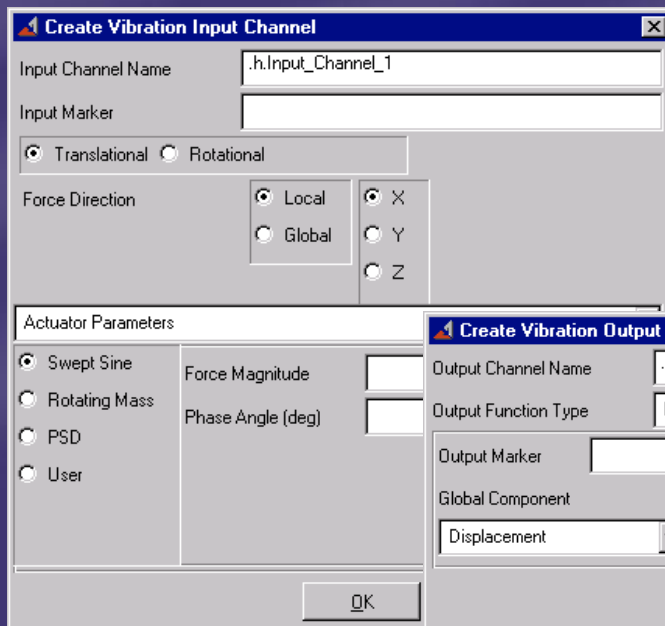 Create Vibration Input Channel
Input Channel Name .h.Input_Channel_1
Input Marker
Translational Rotational
Force Direction Local X
Global Y
Z
Actuator Parameters
Swept Sine
Rotating Mass
PSD
User
Force Magnitude
Phase Angle (deg)
OK
Create Vibration Output
Output Channel Name .
Output Function Type
Output Marker
Global Component
Displacement